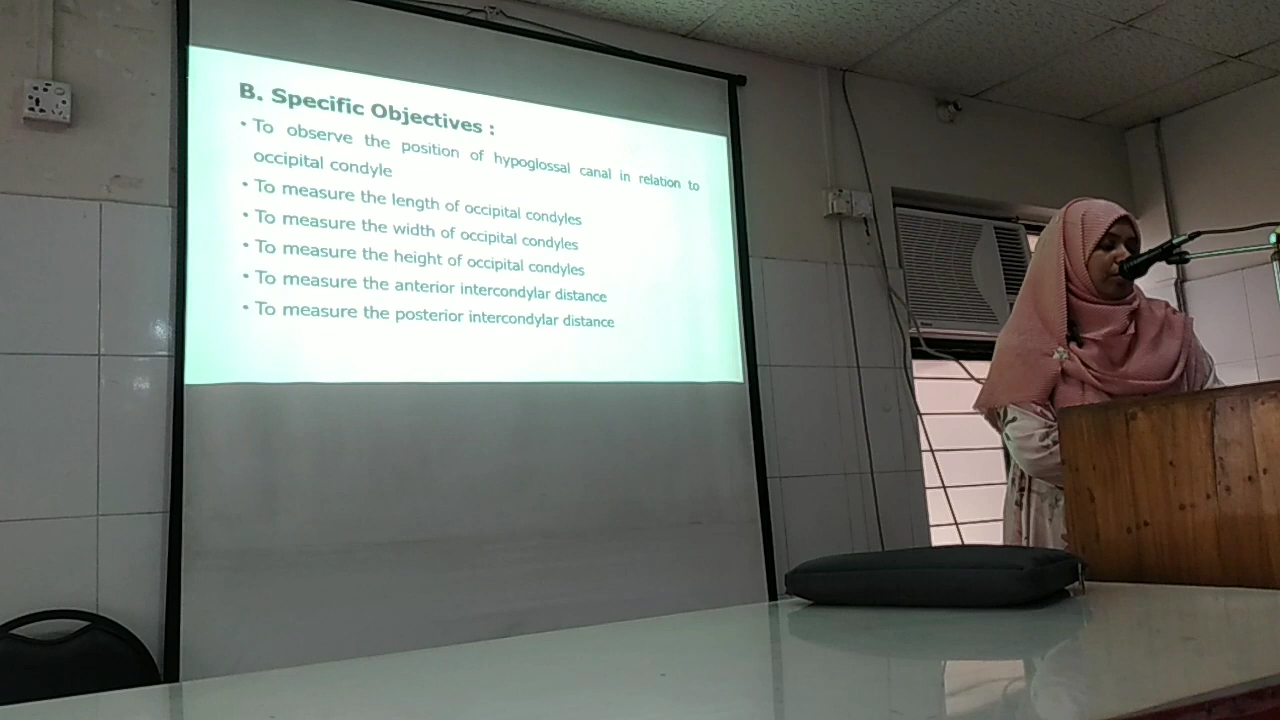 B. Specific Objectives :
• To observe the position of hypoglossal canal in relation to
occipital condyle
• To measure the length of occipital condyles
• To measure the width of occipital condyles
• To measure the height of occipital condyles
• To measure the anterior intercondylar distance
• To measure the posterior intercondylar distance